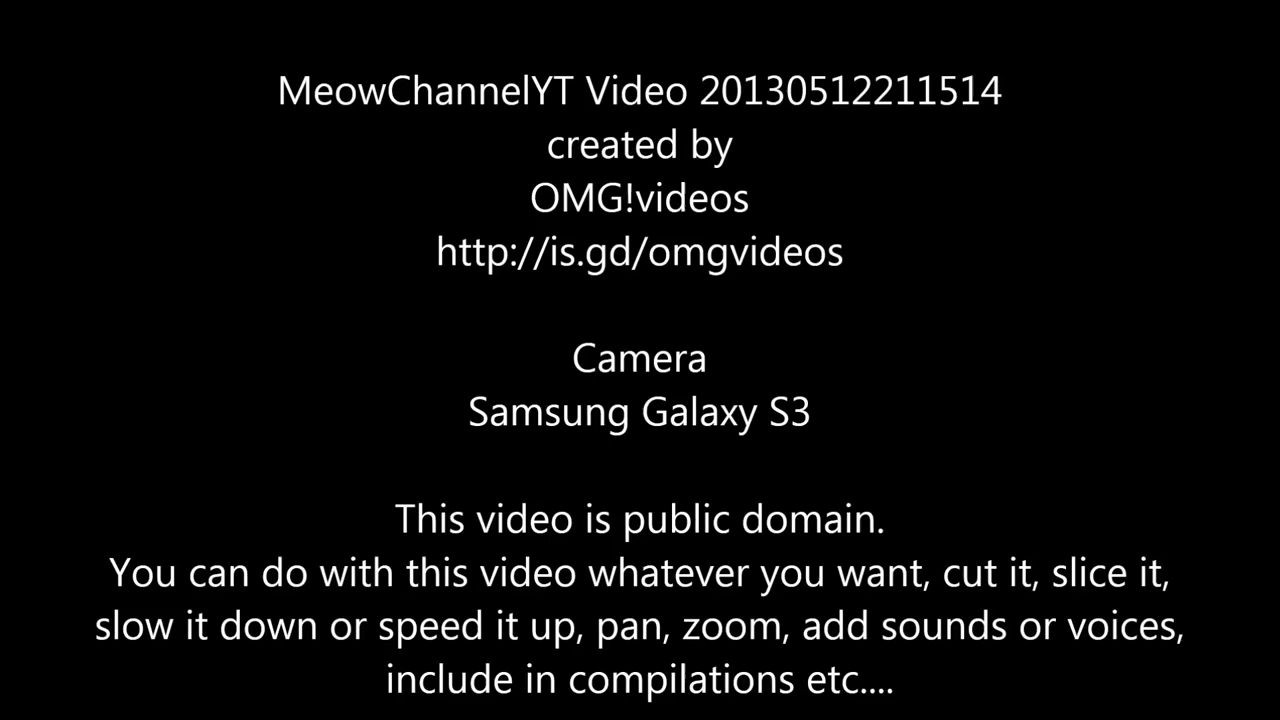 MeowChannelYT Video 20130512211514
created by
OMG!videos
http://is.gd/omgvideos
Camera
Samsung Galaxy S3
This video is public domain.
You can do with this video whatever you want, cut it, slice it,
slow it down or speed it up, pan, zoom, add sounds or voices,
include in compilations etc....